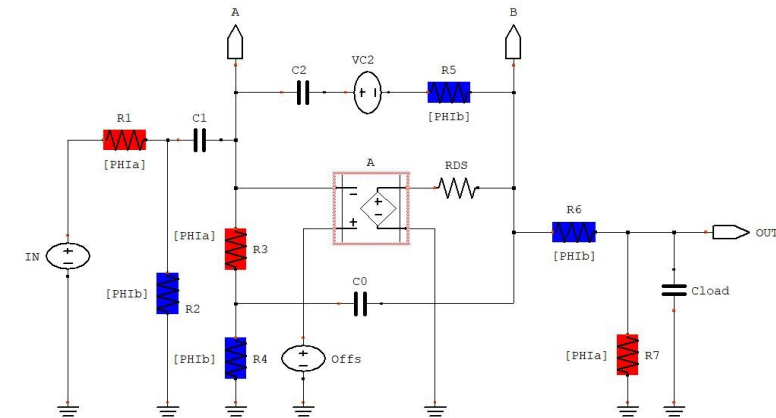 A
B
VC2
C2
R5
[PHIb]
R1
C1
[PHIa]
A
RDS
[PHIa]
R3
R6
[PHIb]
OUT
IN
[PHIb]
R2
C0
Cload
[PHIb]
R4
Offs
[PHIa]
R7